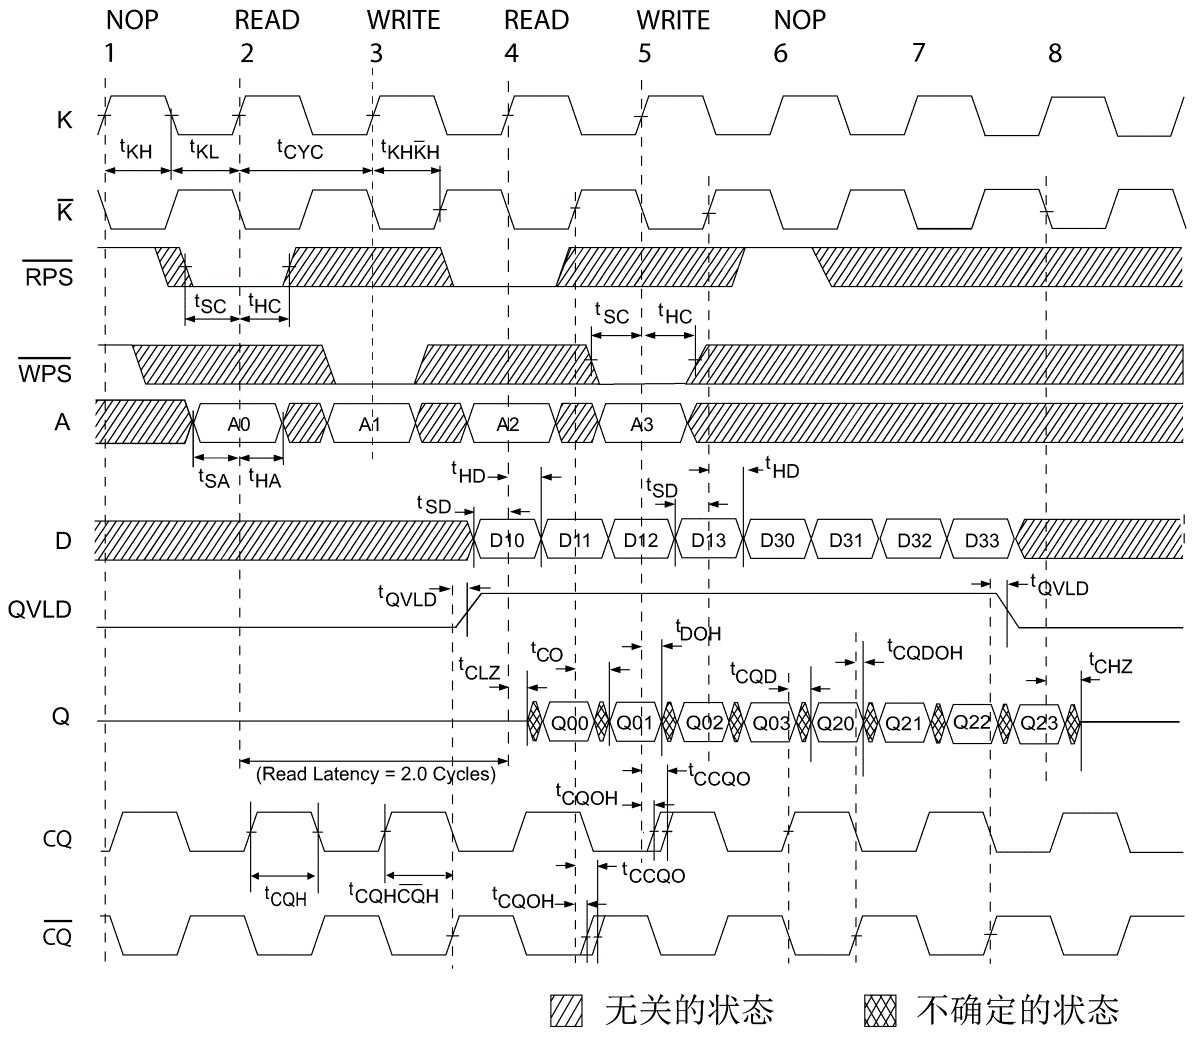 NOP READ WRITE READ WRITE NOP
1 2 3 4 5 6 7 8
K
tKH tKL tCYC tKHK̅H
K̅
R̅P̅S̅
tSC tHC
tSC tHC
W̅P̅S̅
A A0 A1 A2 A3
tSA tHA
tHD tHD
tSD tSD
D D10 D11 D12 D13 D30 D31 D32 D33
tQVLD tQVLD
QVLD
tCLZ tCO tDOH tCQD tCQDOH tCHZ
Q Q00 Q01 Q02 Q03 Q20 Q21 Q22 Q23
(Read Latency = 2.0 Cycles)
tCCQO
tCQOH
CQ
tCQH tCQHC̅Q̅H
tCCQO
tCQOH
C̅Q̅
无关的状态 不确定的状态